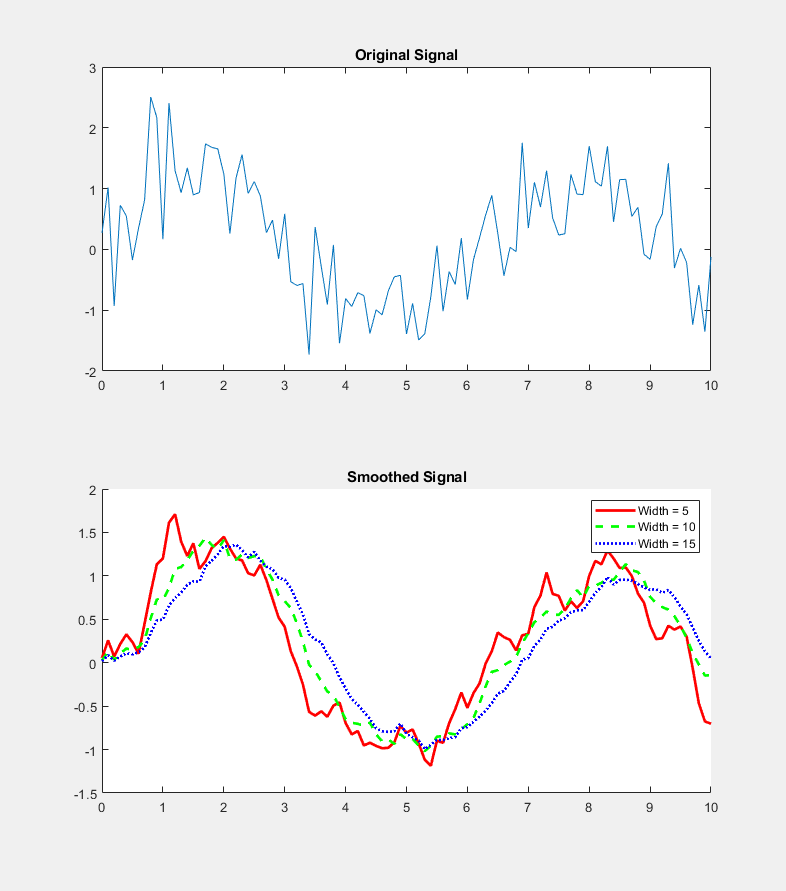 Original Signal
3
2
1
0
-1
-2
0 1 2 3 4 5 6 7 8 9 10
Smoothed Signal
2
1.5
1
0.5
0
-0.5
-1
-1.5
0 1 2 3 4 5 6 7 8 9 10
Width = 5
Width = 10
Width = 15